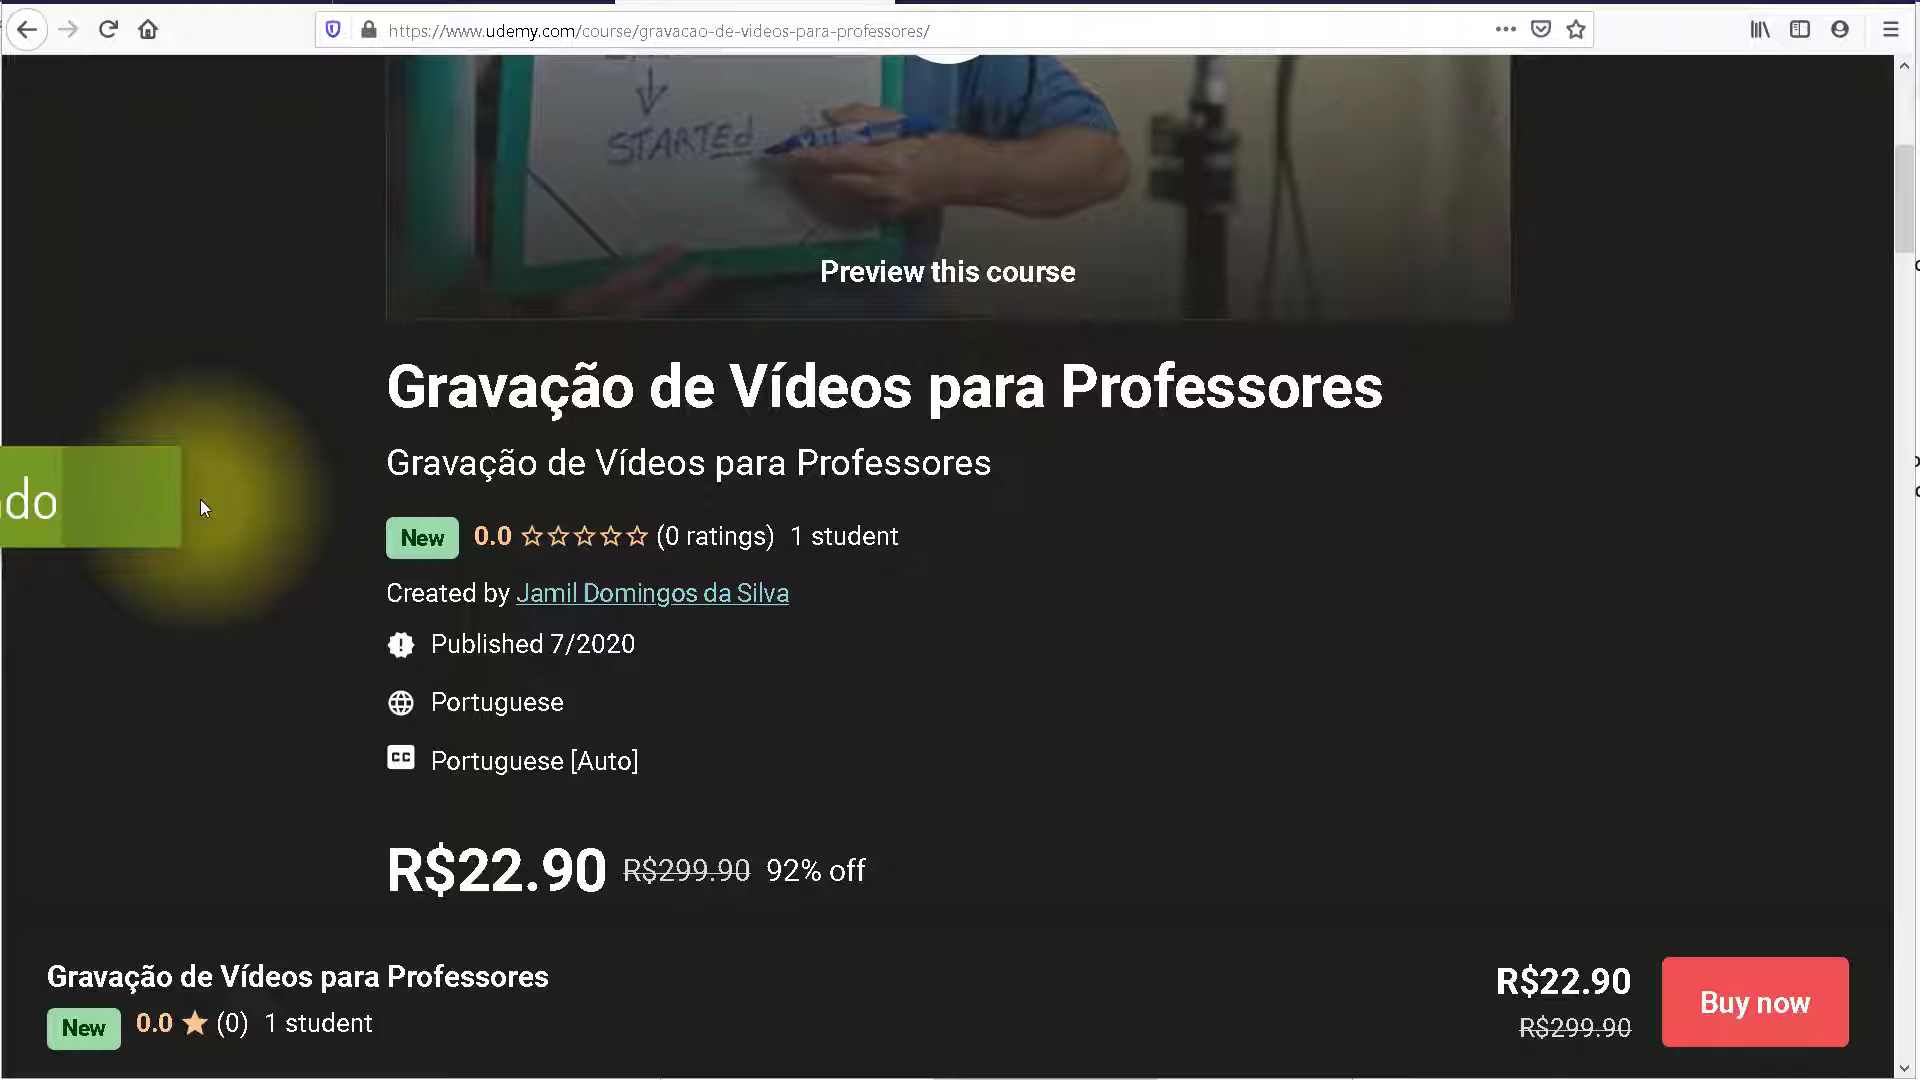 https://www.udemy.com/course/gravacao-de-videos-para-professores/
STARTEd
Preview this course
Gravação de Vídeos para Professores
Gravação de Vídeos para Professores
New 0.0 (0 ratings) 1 student
Created by Jamil Domingos da Silva
Published 7/2020
Portuguese
CC Portuguese [Auto]
R$22.90 R$299.90 92% off
Gravação de Vídeos para Professores
New 0.0 (0) 1 student
R$22.90
R$299.90
Buy now